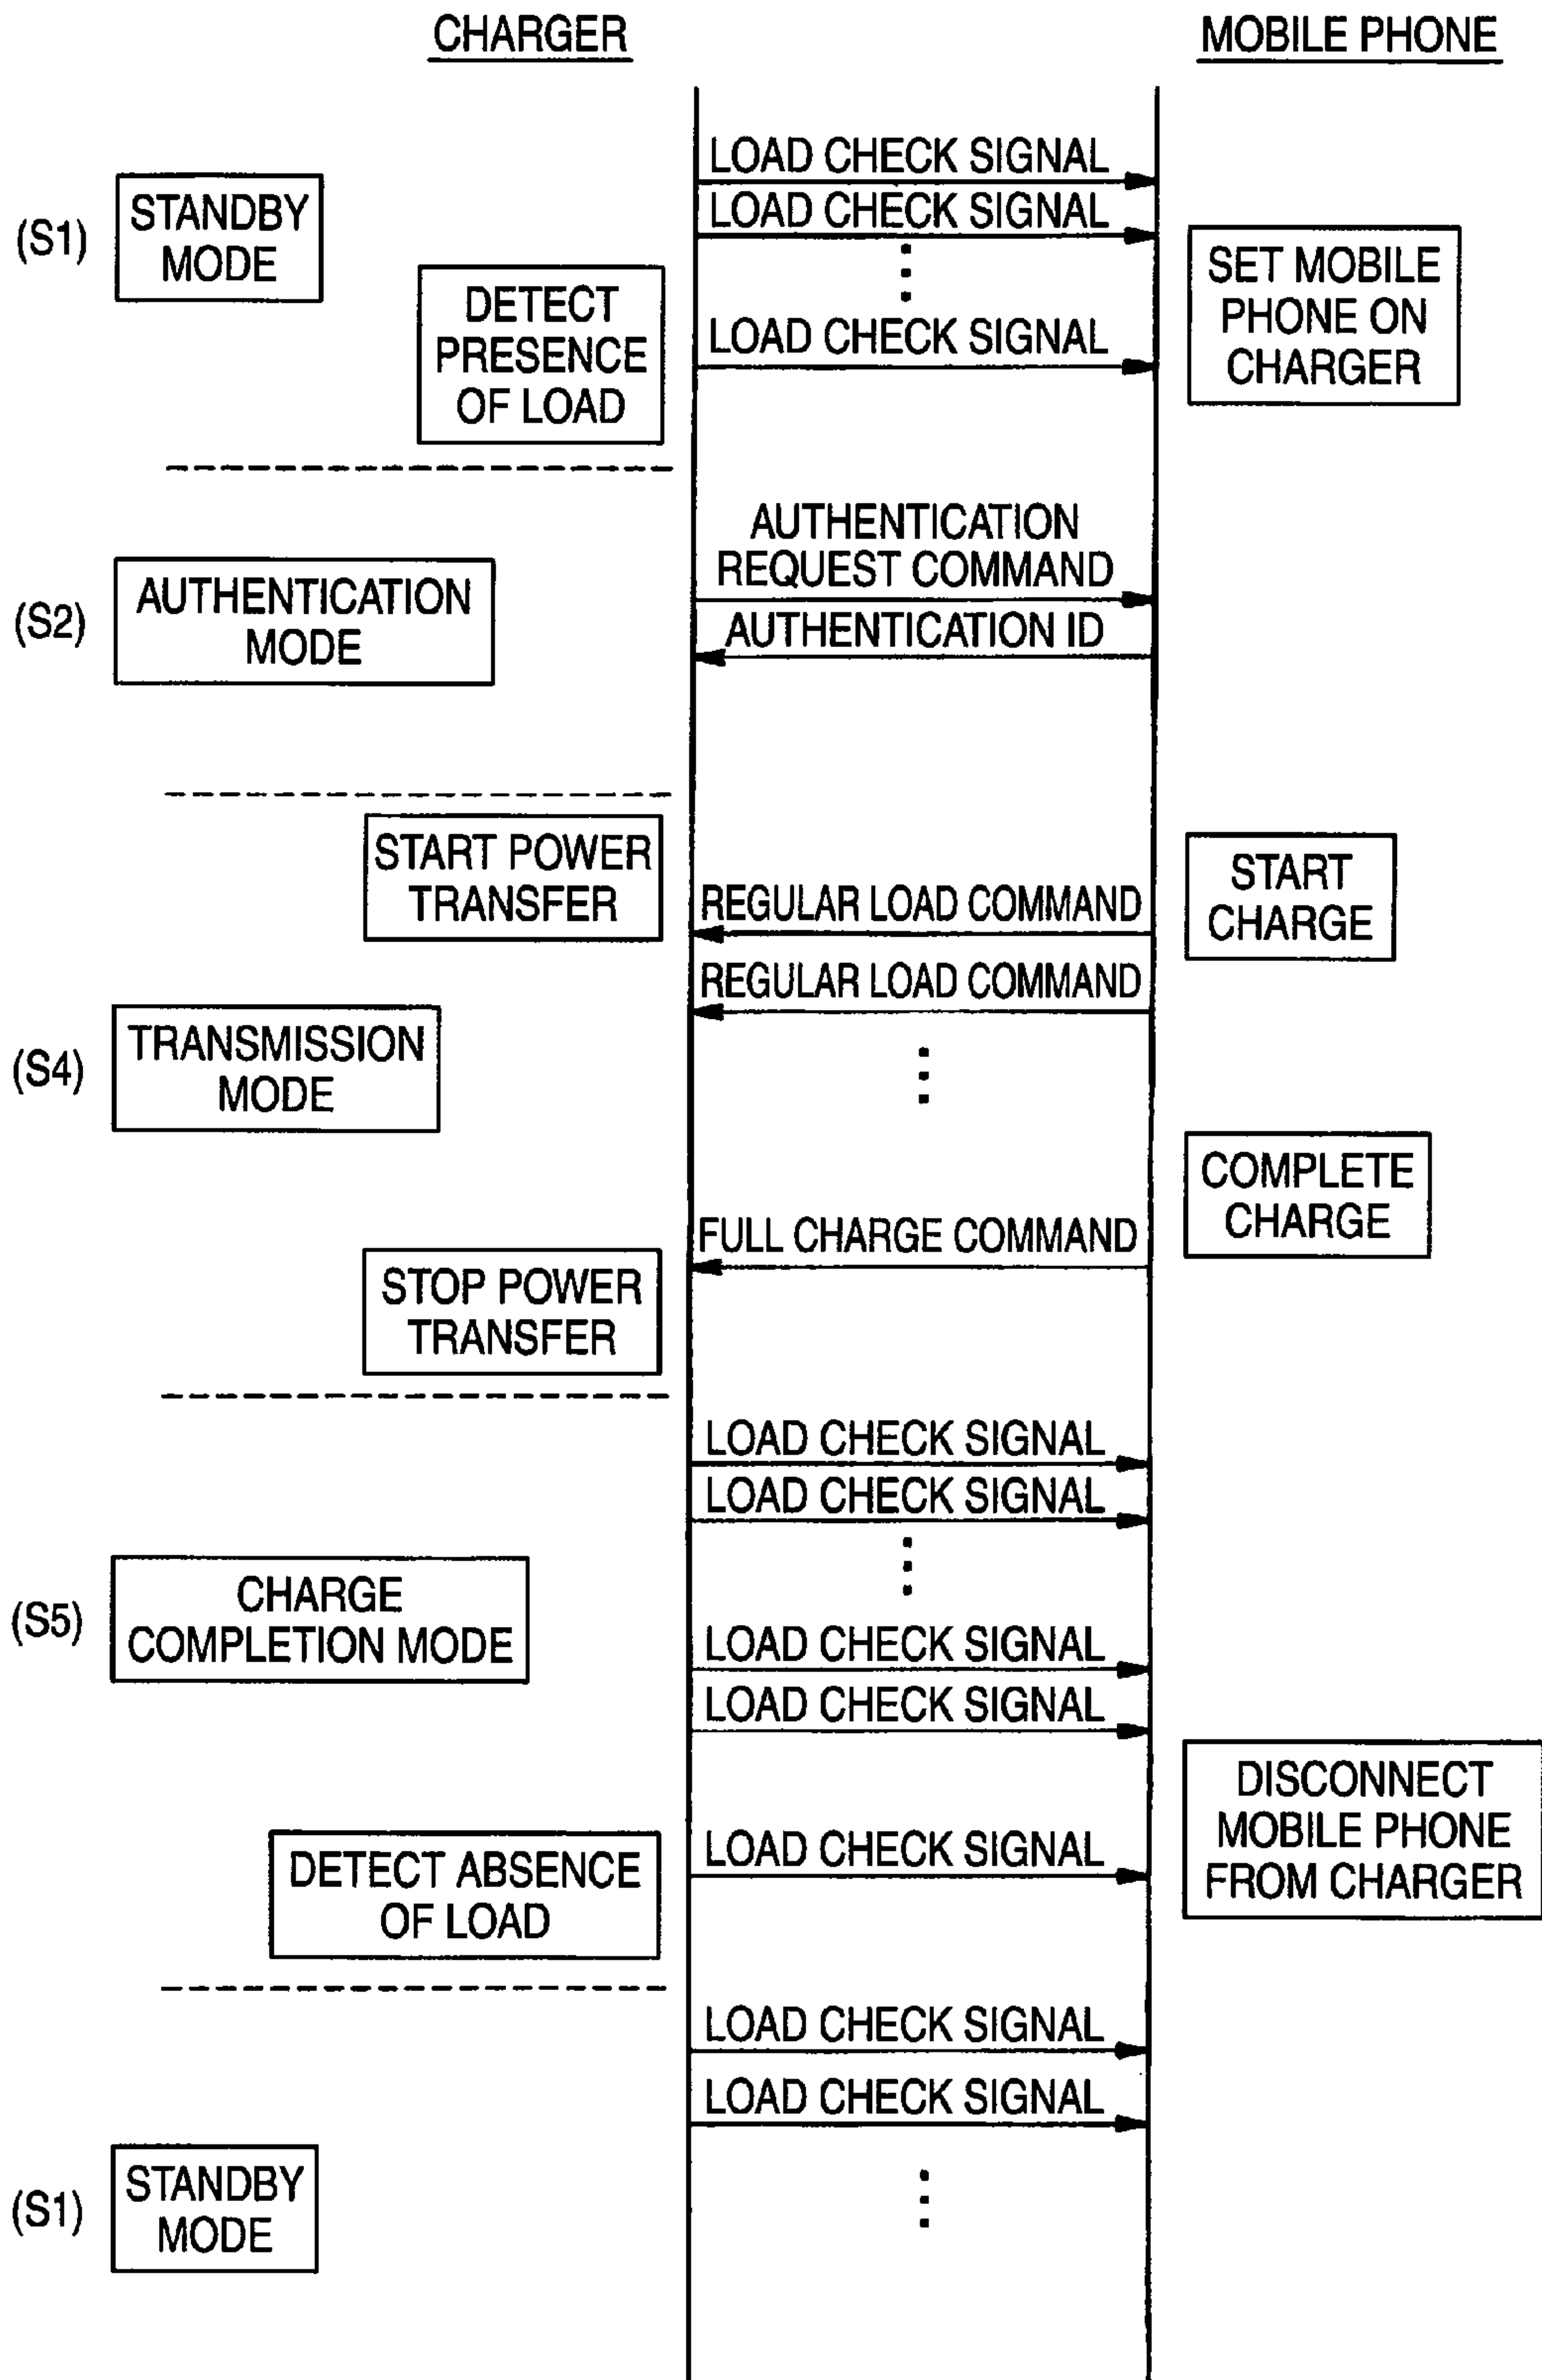 CHARGER
MOBILE PHONE
LOAD CHECK SIGNAL
(S1)
STANDBY
MODE
LOAD CHECK SIGNAL
SET MOBILE
PHONE ON
CHARGER
DETECT
PRESENCE
OF LOAD
LOAD CHECK SIGNAL
AUTHENTICATION
REQUEST COMMAND
(S2)
AUTHENTICATION
MODE
AUTHENTICATION ID
START POWER
TRANSFER
START
CHARGE
REGULAR LOAD COMMAND
REGULAR LOAD COMMAND
(S4)
TRANSMISSION
MODE
COMPLETE
CHARGE
FULL CHARGE COMMAND
STOP POWER
TRANSFER
LOAD CHECK SIGNAL
LOAD CHECK SIGNAL
(S5)
CHARGE
COMPLETION MODE
LOAD CHECK SIGNAL
LOAD CHECK SIGNAL
DISCONNECT
MOBILE PHONE
FROM CHARGER
DETECT ABSENCE
OF LOAD
LOAD CHECK SIGNAL
LOAD CHECK SIGNAL
LOAD CHECK SIGNAL
(S1)
STANDBY
MODE